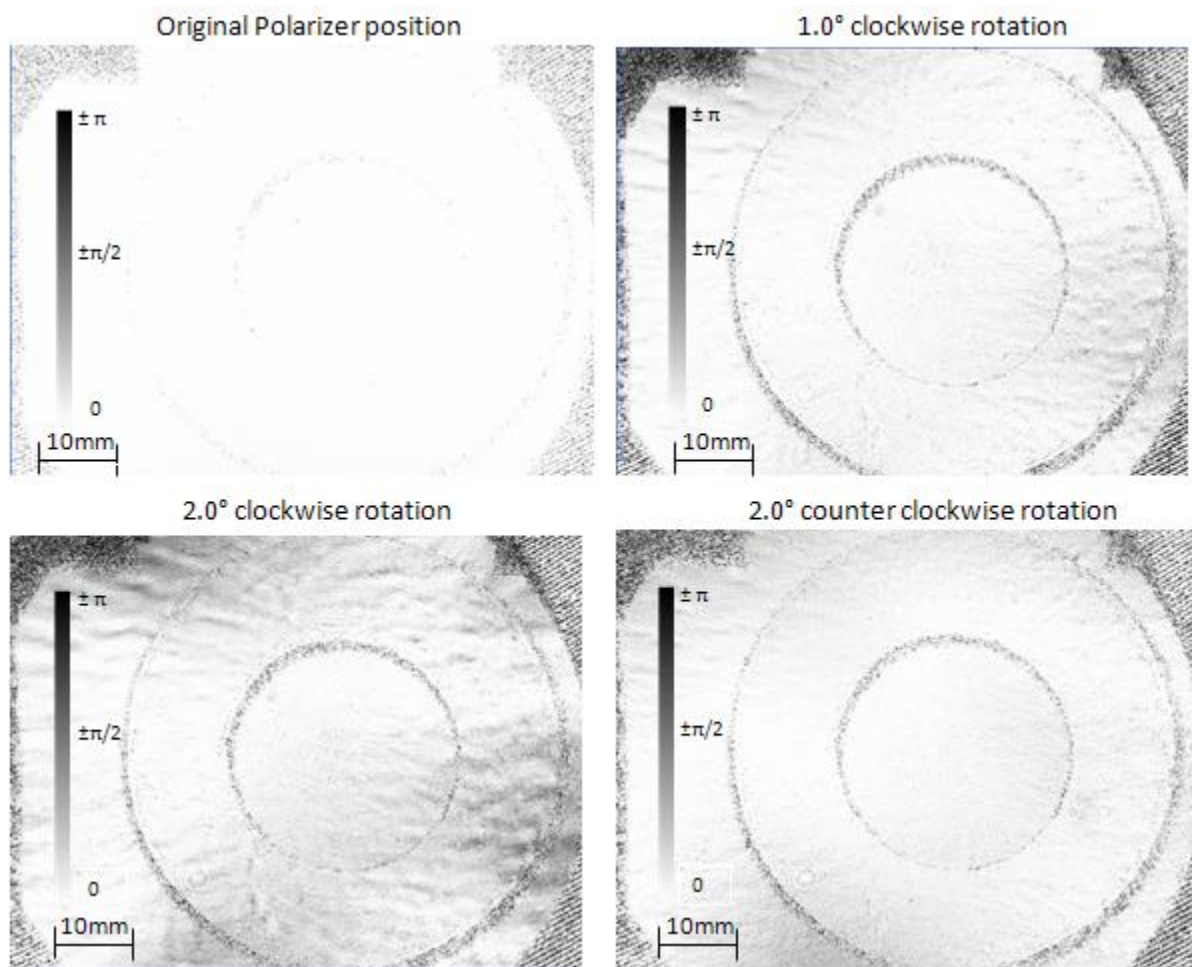 Original Polarizer position
± π
±π/2
0
10mm
1.0° clockwise rotation
± π
±π/2
0
10mm
2.0° clockwise rotation
± π
±π/2
0
10mm
2.0° counter clockwise rotation
± π
±π/2
0
10mm